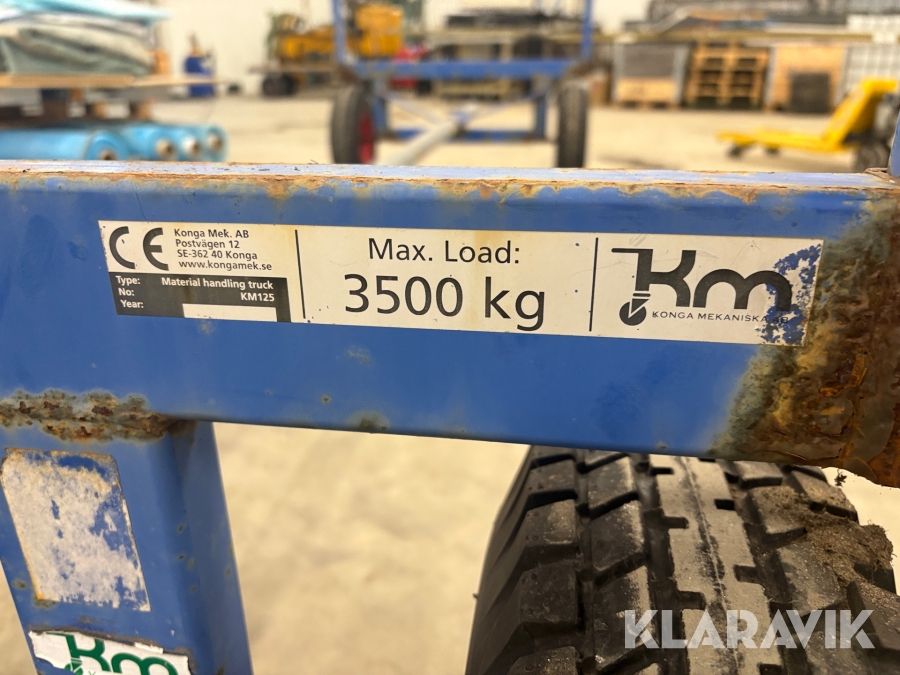 CE
Konga Mek. AB
Postvägen 12
SE-362 40 Konga
www.kongamek.se
Type: Material handling truck
No: KM125
Year:
Max. Load:
3500 kg
Km
KONGA MEKANISKA
Km
KLARAVIK